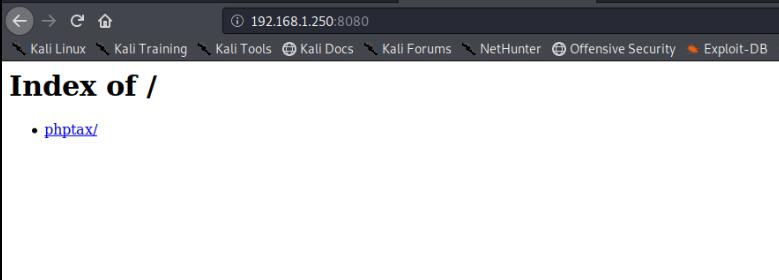 192.168.1.250:8080
Kali Linux Kali Training Kali Tools Kali Docs Kali Forums NetHunter Offensive Security Exploit-DB
Index of /
phptax/